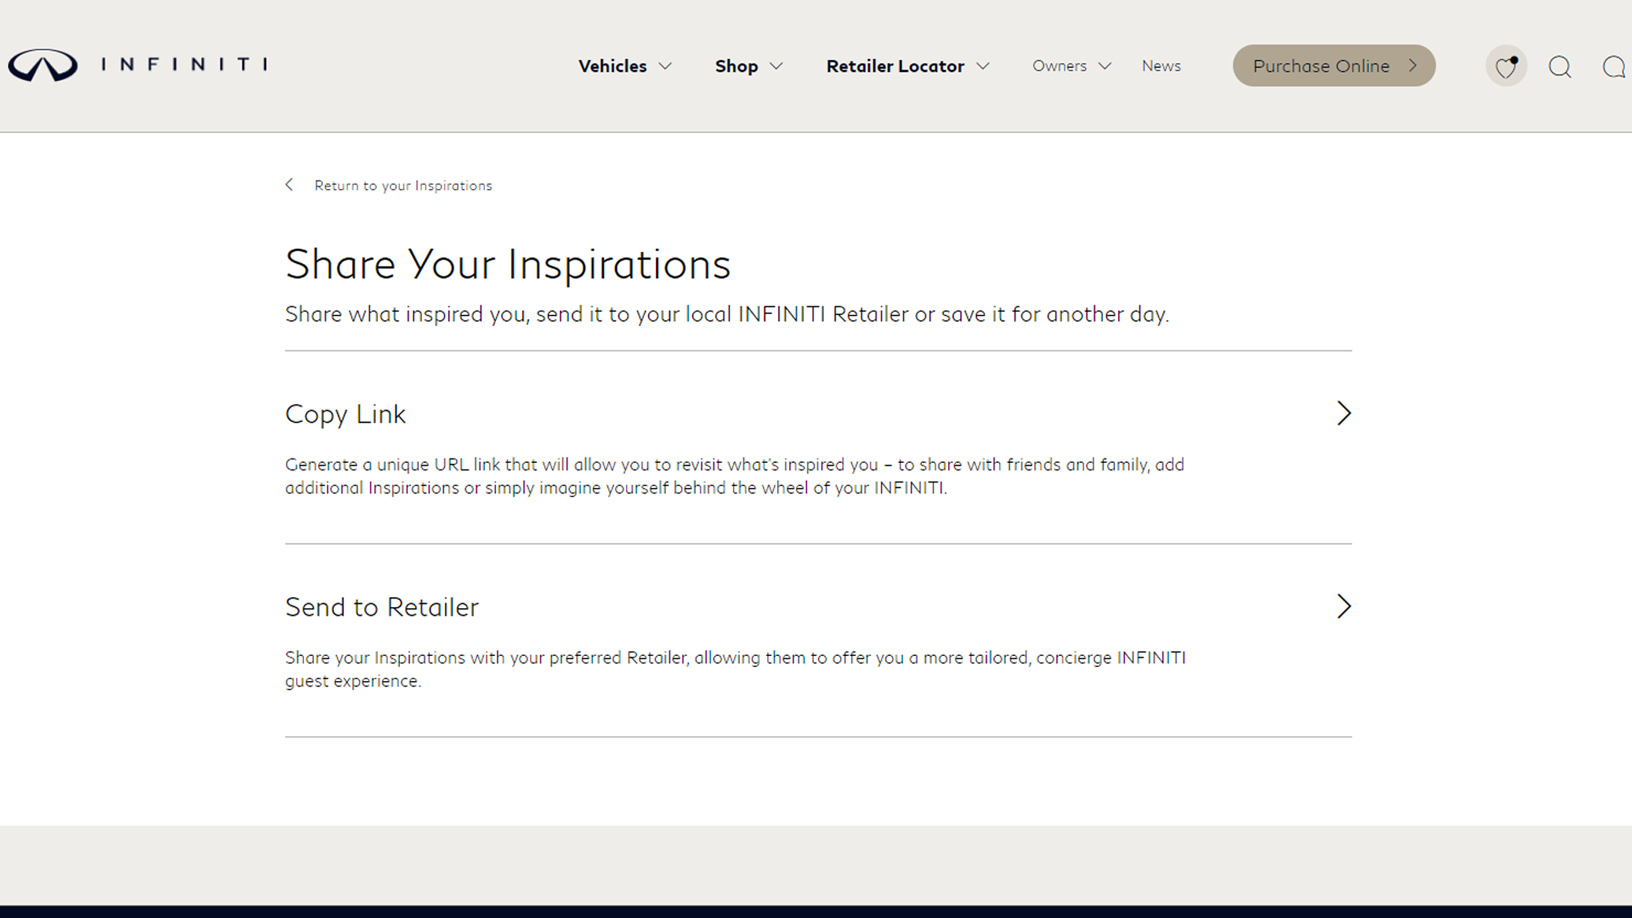 INFINITI
Vehicles
Shop
Retailer Locator
Owners
News
Purchase Online
Return to your Inspirations
Share Your Inspirations
Share what inspired you, send it to your local INFINITI Retailer or save it for another day.
Copy Link
Generate a unique URL link that will allow you to revisit what's inspired you – to share with friends and family, add
additional Inspirations or simply imagine yourself behind the wheel of your INFINITI.
Send to Retailer
Share your Inspirations with your preferred Retailer, allowing them to offer you a more tailored, concierge INFINITI
guest experience.